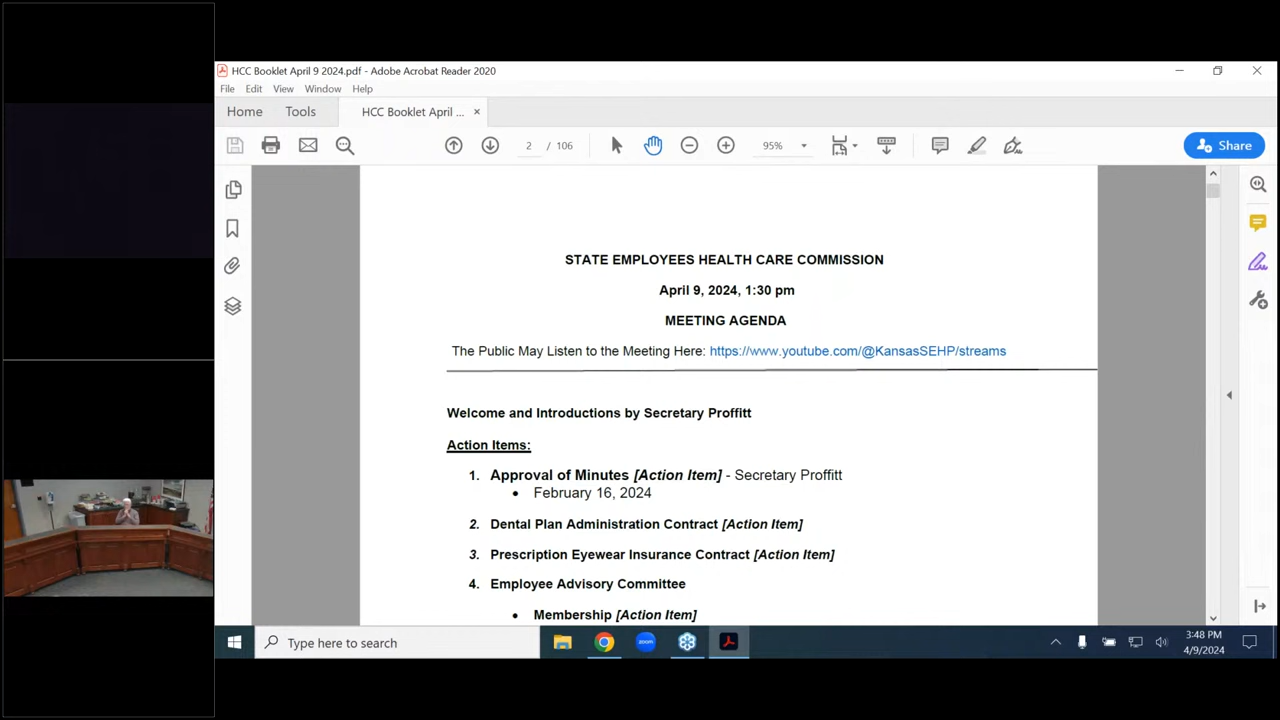 HCC Booklet April 9 2024.pdf - Adobe Acrobat Reader 2020
File Edit View Window Help
Home Tools HCC Booklet April ... ×
2 / 106 95% Share
STATE EMPLOYEES HEALTH CARE COMMISSION
April 9, 2024, 1:30 pm
MEETING AGENDA
The Public May Listen to the Meeting Here: https://www.youtube.com/@KansasSEHP/streams
Welcome and Introductions by Secretary Proffitt
Action Items:
1. Approval of Minutes [Action Item] - Secretary Proffitt
• February 16, 2024
2. Dental Plan Administration Contract [Action Item]
3. Prescription Eyewear Insurance Contract [Action Item]
4. Employee Advisory Committee
• Membership [Action Item]
Type here to search
zoom
3:48 PM
4/9/2024